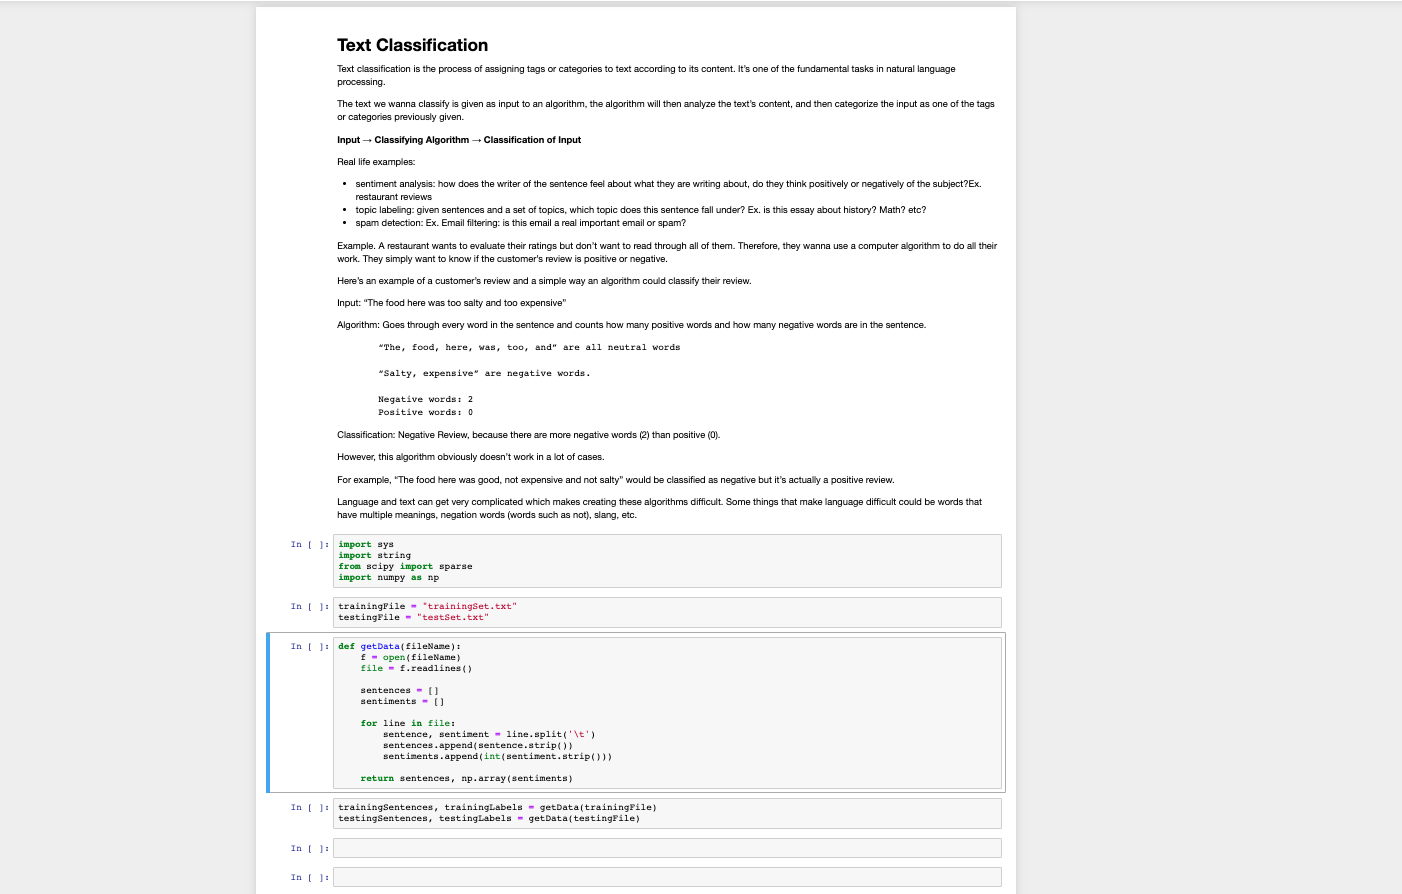 Text Classification
Text classification is the process of assigning tags or categories to text according to its content. It's one of the fundamental tasks in natural language
processing.
The text we wanna classify is given as input to an algorithm, the algorithm will then analyze the text's content, and then categorize the input as one of the tags
or categories previously given.
Input → Classifying Algorithm → Classification of Input
Real life examples:
• sentiment analysis: how does the writer of the sentence feel about what they are writing about, do they think positively or negatively of the subject?Ex.
restaurant reviews
• topic labeling: given sentences and a set of topics, which topic does this sentence fall under? Ex. is this essay about history? Math? etc?
• spam detection: Ex. Email filtering: is this email a real important email or spam?
Example. A restaurant wants to evaluate their ratings but don't want to read through all of them. Therefore, they wanna use a computer algorithm to do all their
work. They simply want to know if the customer's review is positive or negative.
Here's an example of a customer's review and a simple way an algorithm could classify their review.
Input: “The food here was too salty and too expensive”
Algorithm: Goes through every word in the sentence and counts how many positive words and how many negative words are in the sentence.
“The, food, here, was, too, and” are all neutral words
“Salty, expensive” are negative words.
Negative words: 2
Positive words: 0
Classification: Negative Review, because there are more negative words (2) than positive (0).
However, this algorithm obviously doesn't work in a lot of cases.
For example, “The food here was good, not expensive and not salty” would be classified as negative but it's actually a positive review.
Language and text can get very complicated which makes creating these algorithms difficult. Some things that make language difficult could be words that
have multiple meanings, negation words (words such as not), slang, etc.
In [ ]: import sys
import string
from scipy import sparse
import numpy as np
In [ ]: trainingFile = "trainingSet.txt"
testingFile = "testSet.txt"
In [ ]: def getData(fileName):
    f = open(fileName)
    file = f.readlines()
    sentences = []
    sentiments = []
    for line in file:
        sentence, sentiment = line.split('\t')
        sentences.append(sentence.strip())
        sentiments.append(int(sentiment.strip()))
    return sentences, np.array(sentiments)
In [ ]: trainingSentences, trainingLabels = getData(trainingFile)
testingSentences, testingLabels = getData(testingFile)
In [ ]:
In [ ]: